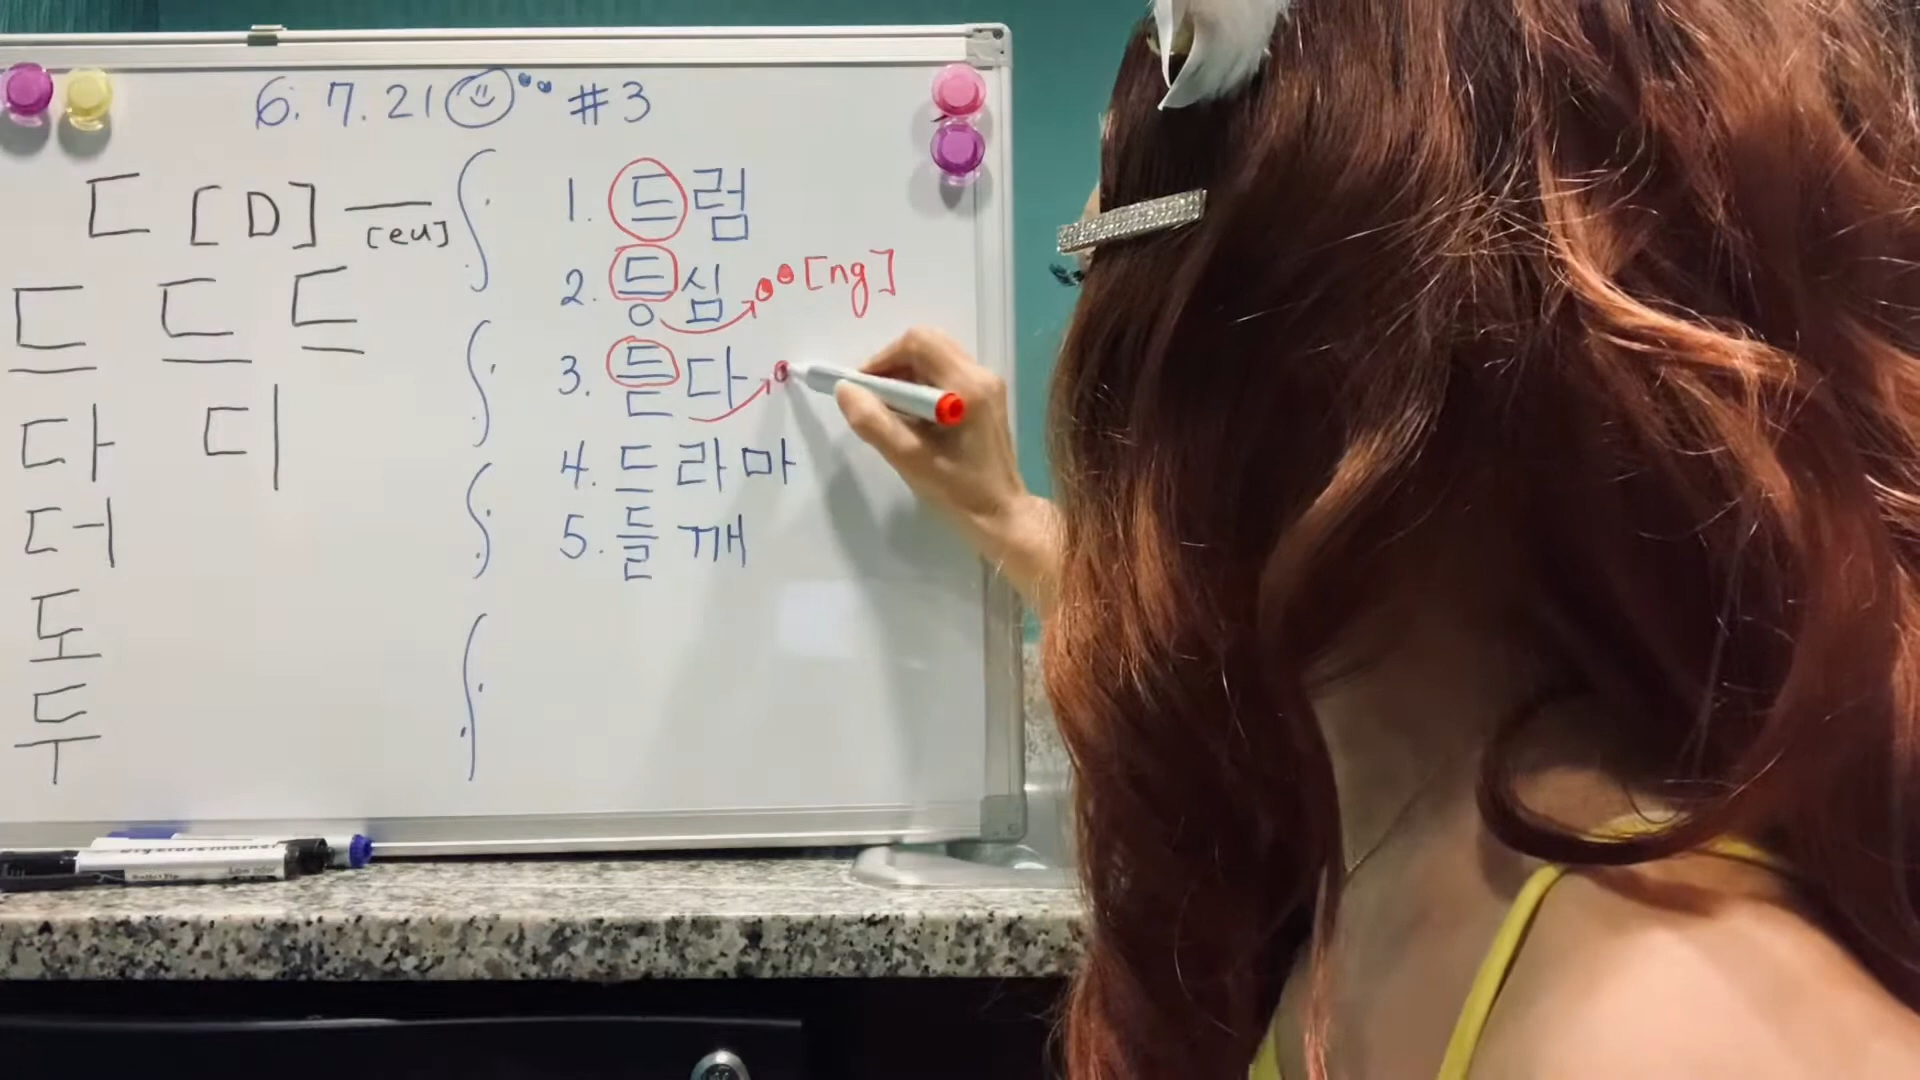 6. 7. 21 #3
ㄷ [D] ㅡ
[eu]
드 드 드
다 디
더
도
두
1. 드럼
2. 등심 [ng]
3. 듣다
4. 드라마
5. 들깨